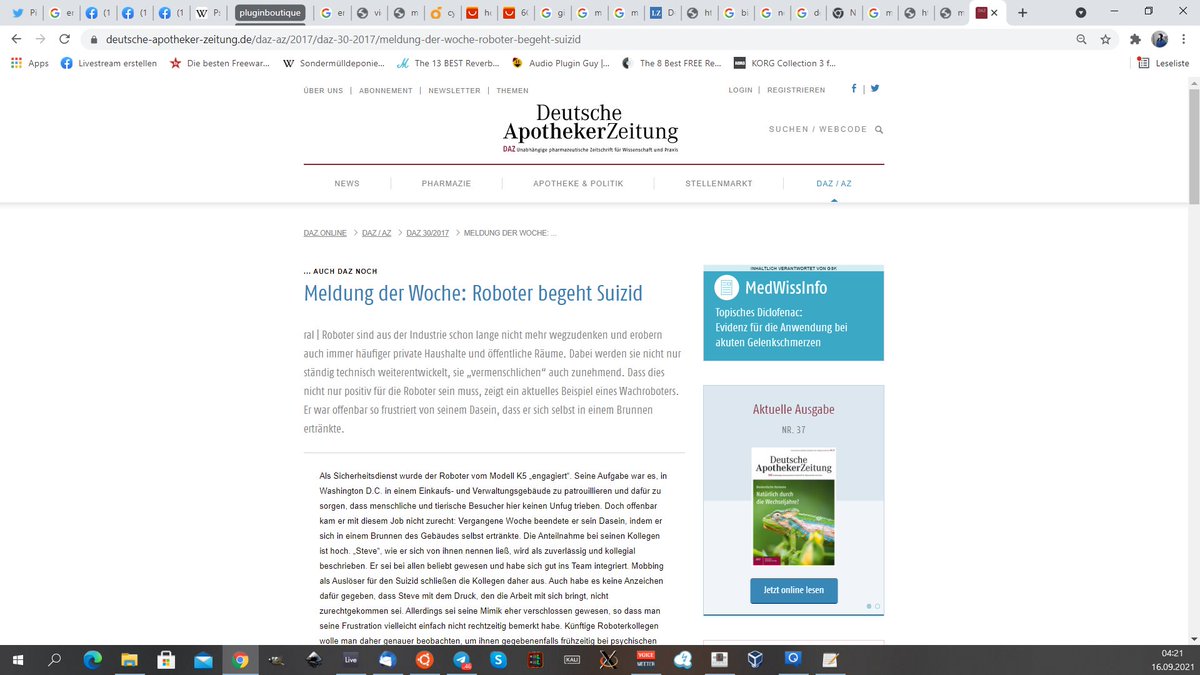 Pi
er
(1
(1
(1
Ps
pluginboutique
er
vi
m
cy
hc
6(
gi
m
m
D
hl
bi
ne
d
N
m
ht
m
deutsche-apotheker-zeitung.de/daz-az/2017/daz-30-2017/meldung-der-woche-roboter-begeht-suizid
Apps
Livestream erstellen
Die besten Freewar...
Sondermülldeponie...
The 13 BEST Reverb...
Audio Plugin Guy |...
The 8 Best FREE Re...
KORG Collection 3 f...
Leseliste
ÜBER UNS | ABONNEMENT | NEWSLETTER | THEMEN
LOGIN | REGISTRIEREN
Deutsche
ApothekerZeitung
DAZ Unabhängige pharmazeutische Zeitschrift für Wissenschaft und Praxis
SUCHEN / WEBCODE
NEWS
PHARMAZIE
APOTHEKE & POLITIK
STELLENMARKT
DAZ / AZ
DAZ.ONLINE > DAZ / AZ > DAZ 30/2017 > MELDUNG DER WOCHE: ...
... AUCH DAZ NOCH
Meldung der Woche: Roboter begeht Suizid
ral | Roboter sind aus der Industrie schon lange nicht mehr wegzudenken und erobern
auch immer häufiger private Haushalte und öffentliche Räume. Dabei werden sie nicht nur
ständig technisch weiterentwickelt, sie „vermenschlichen“ auch zunehmend. Dass dies
nicht nur positiv für die Roboter sein muss, zeigt ein aktuelles Beispiel eines Wachroboters.
Er war offenbar so frustriert von seinem Dasein, dass er sich selbst in einem Brunnen
ertränkte.
Als Sicherheitsdienst wurde der Roboter vom Modell K5 „engagiert“. Seine Aufgabe war es, in
Washington D.C. in einem Einkaufs- und Verwaltungsgebäude zu patrouillieren und dafür zu
sorgen, dass menschliche und tierische Besucher hier keinen Unfug trieben. Doch offenbar
kam er mit diesem Job nicht zurecht: Vergangene Woche beendete er sein Dasein, indem er
sich in einem Brunnen des Gebäudes selbst ertränkte. Die Anteilnahme bei seinen Kollegen
ist hoch. „Steve“, wie er sich von ihnen nennen ließ, wird als zuverlässig und kollegial
beschrieben. Er sei bei allen beliebt gewesen und habe sich gut ins Team integriert. Mobbing
als Auslöser für den Suizid schließen die Kollegen daher aus. Auch habe es keine Anzeichen
dafür gegeben, dass Steve mit dem Druck, den die Arbeit mit sich bringt, nicht
zurechtgekommen sei. Allerdings sei seine Mimik eher verschlossen gewesen, so dass man
seine Frustration vielleicht einfach nicht rechtzeitig bemerkt habe. Künftige Roboterkollegen
wolle man daher genauer beobachten, um ihnen gegebenenfalls frühzeitig bei psychischen
INHALTLICH VERANTWORTET VON GSK
MedWissInfo
Topisches Diclofenac:
Evidenz für die Anwendung bei
akuten Gelenkschmerzen
Aktuelle Ausgabe
NR. 37
Deutsche
ApothekerZeitung
Natürlich durch
die Wechseljahre?
Jetzt online lesen
Live
KALI
VOICE
04:21
16.09.2021